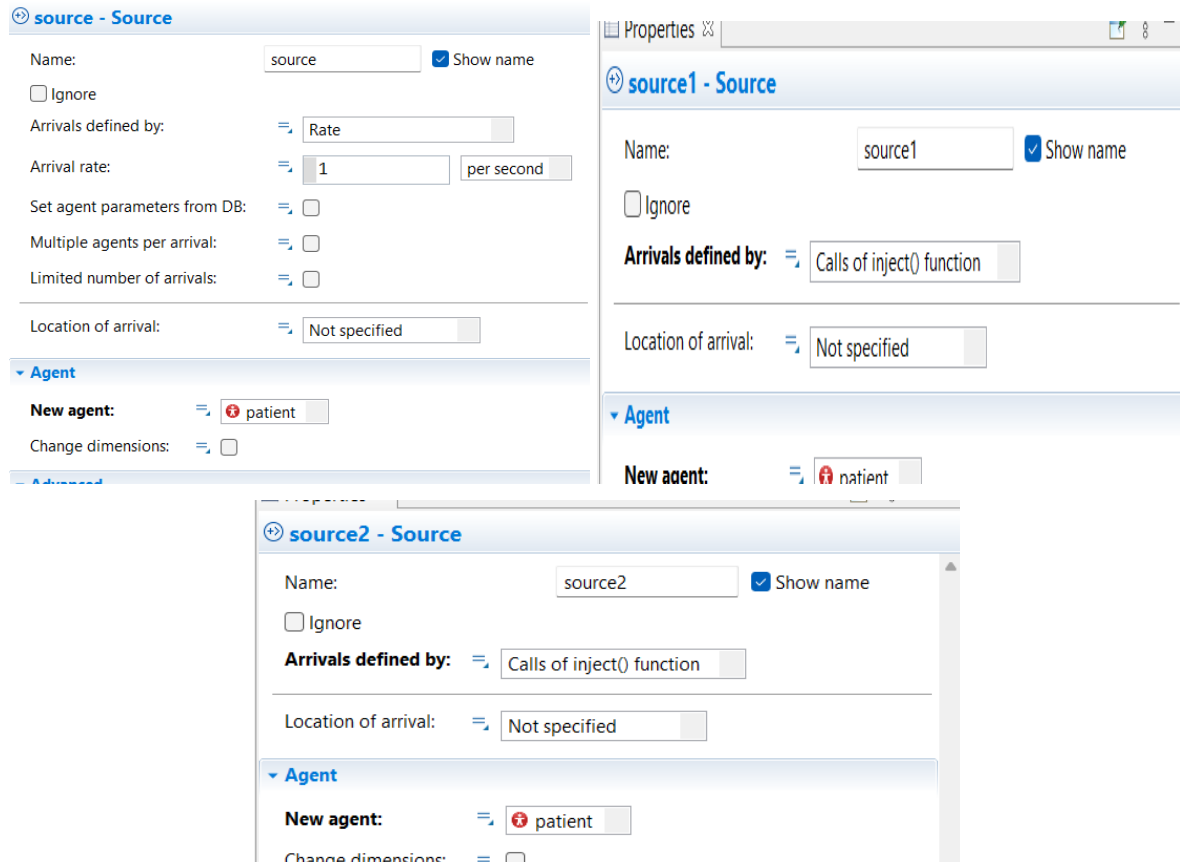 source - Source
Name: source Show name
Ignore
Arrivals defined by: Rate
Arrival rate: 1 per second
Set agent parameters from DB:
Multiple agents per arrival:
Limited number of arrivals:
Location of arrival: Not specified
Agent
New agent: patient
Change dimensions:
Advanced
Properties
source1 - Source
Name: source1 Show name
Ignore
Arrivals defined by: Calls of inject() function
Location of arrival: Not specified
Agent
New agent: patient
Properties
source2 - Source
Name: source2 Show name
Ignore
Arrivals defined by: Calls of inject() function
Location of arrival: Not specified
Agent
New agent: patient
Change dimensions: